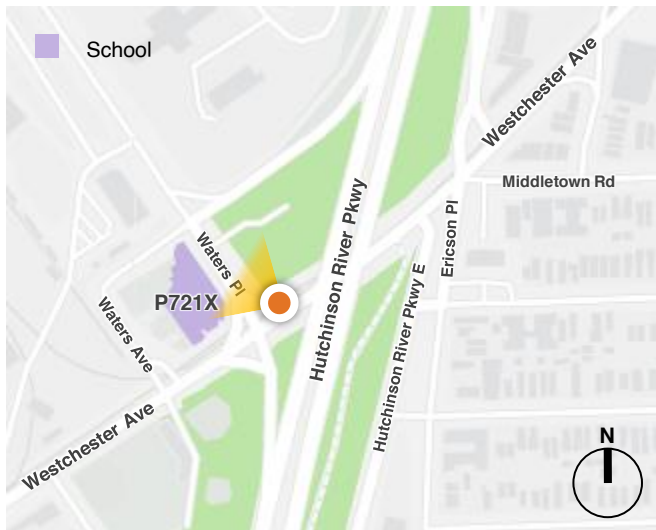 School
Westchester Ave
Middletown Rd
Hutchinson River Pkwy
Ericson Pl
Waters Pl
P721X
Waters Ave
Hutchinson River Pkwy E
Westchester Ave
N